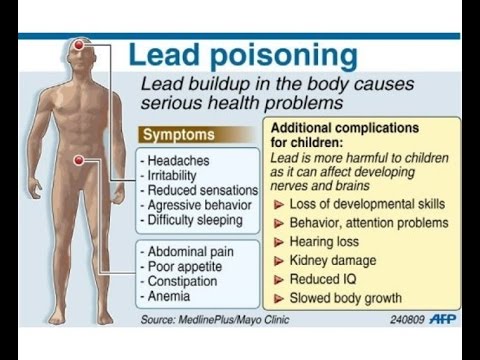 Lead poisoning
Lead buildup in the body causes
serious health problems
Symptoms
- Headaches
- Irritability
- Reduced sensations
- Agressive behavior
- Difficulty sleeping
- Abdominal pain
- Poor appetite
- Constipation
- Anemia
Additional complications
for children:
Lead is more harmful to children
as it can affect developing
nerves and brains
Loss of developmental skills
Behavior, attention problems
Hearing loss
Kidney damage
Reduced IQ
Slowed body growth
Source: MedlinePlus/Mayo Clinic
240809 AFP